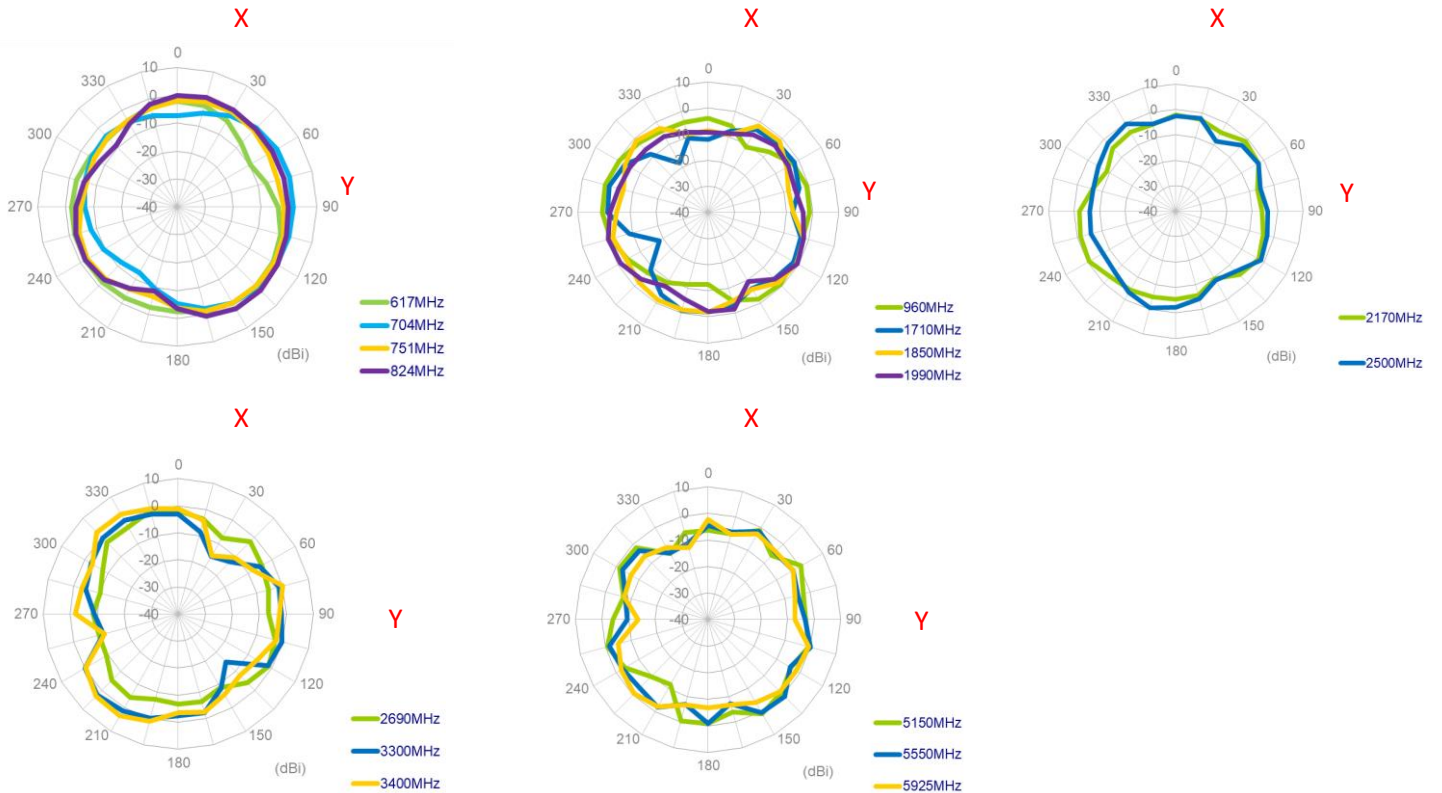 X
0
10
330
30
0
300
-10
60
-20
-30
Y
270
-40
90
240
120
210
150
180
(dBi)
617MHz
704MHz
751MHz
824MHz
X
0
10
330
30
0
300
-10
60
-20
-30
Y
270
-40
90
240
120
210
150
180
(dBi)
960MHz
1710MHz
1850MHz
1990MHz
X
0
10
330
30
0
300
-10
60
-20
-30
Y
270
-40
90
240
120
210
150
180
(dBi)
2170MHz
2500MHz
X
0
10
330
30
0
300
-10
60
-20
-30
270
-40
90
Y
240
120
210
150
180
(dBi)
2690MHz
3300MHz
3400MHz
X
0
10
330
30
0
300
-10
60
-20
-30
270
-40
90
Y
240
120
210
150
180
(dBi)
5150MHz
5550MHz
5925MHz